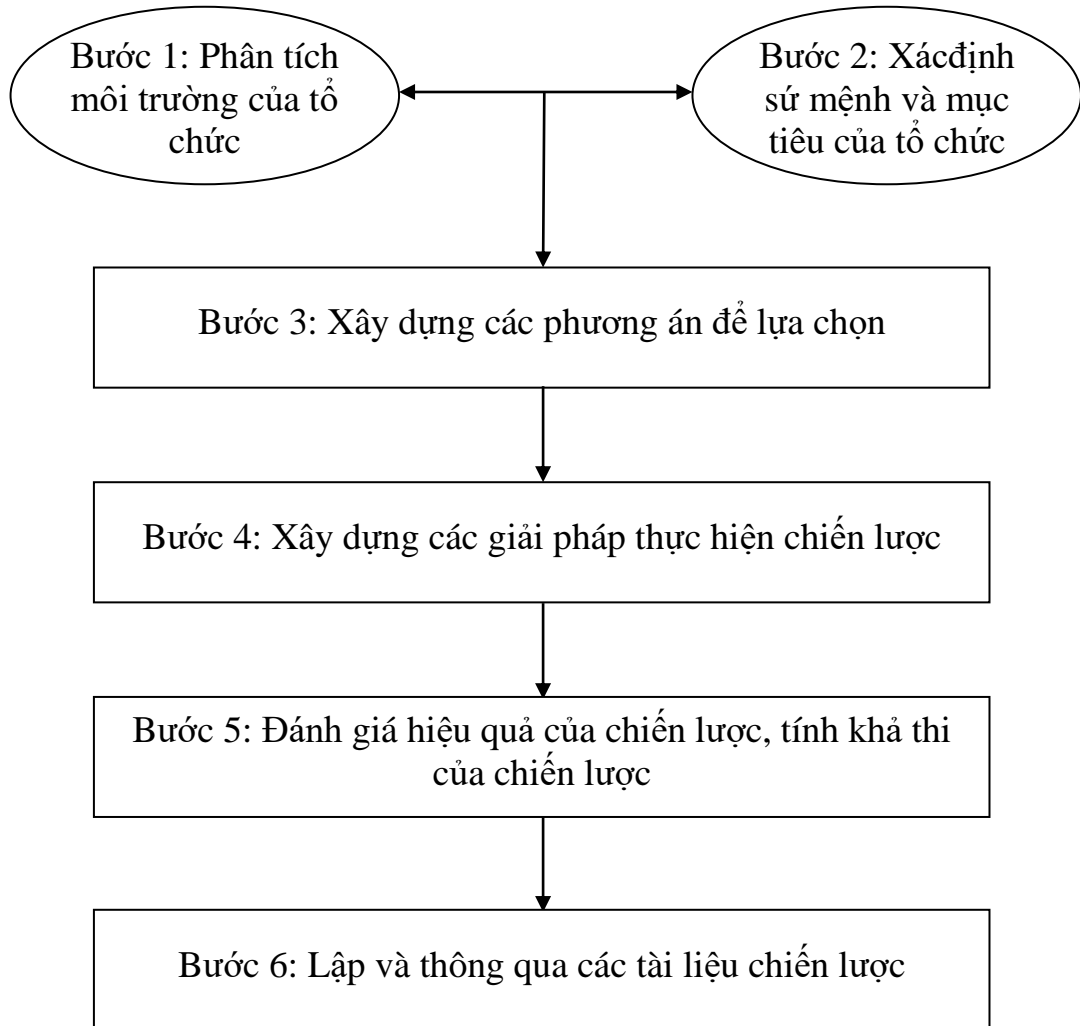 Bước 1: Phân tích
môi trường của tổ
chức
Bước 2: Xácđịnh
sứ mệnh và mục
tiêu của tổ chức
Bước 3: Xây dựng các phương án để lựa chọn
Bước 4: Xây dựng các giải pháp thực hiện chiến lược
Bước 5: Đánh giá hiệu quả của chiến lược, tính khả thi
của chiến lược
Bước 6: Lập và thông qua các tài liệu chiến lược